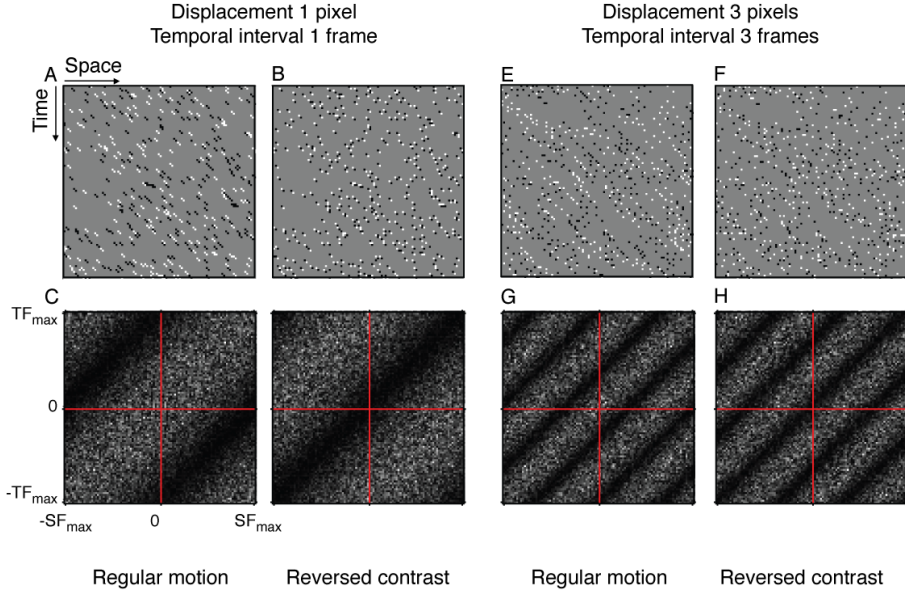 Displacement 1 pixel
Temporal interval 1 frame
Displacement 3 pixels
Temporal interval 3 frames
A
Space
Time
B
E
F
C
TFmax
0
-TFmax
-SFmax
0
SFmax
G
H
Regular motion
Reversed contrast
Regular motion
Reversed contrast